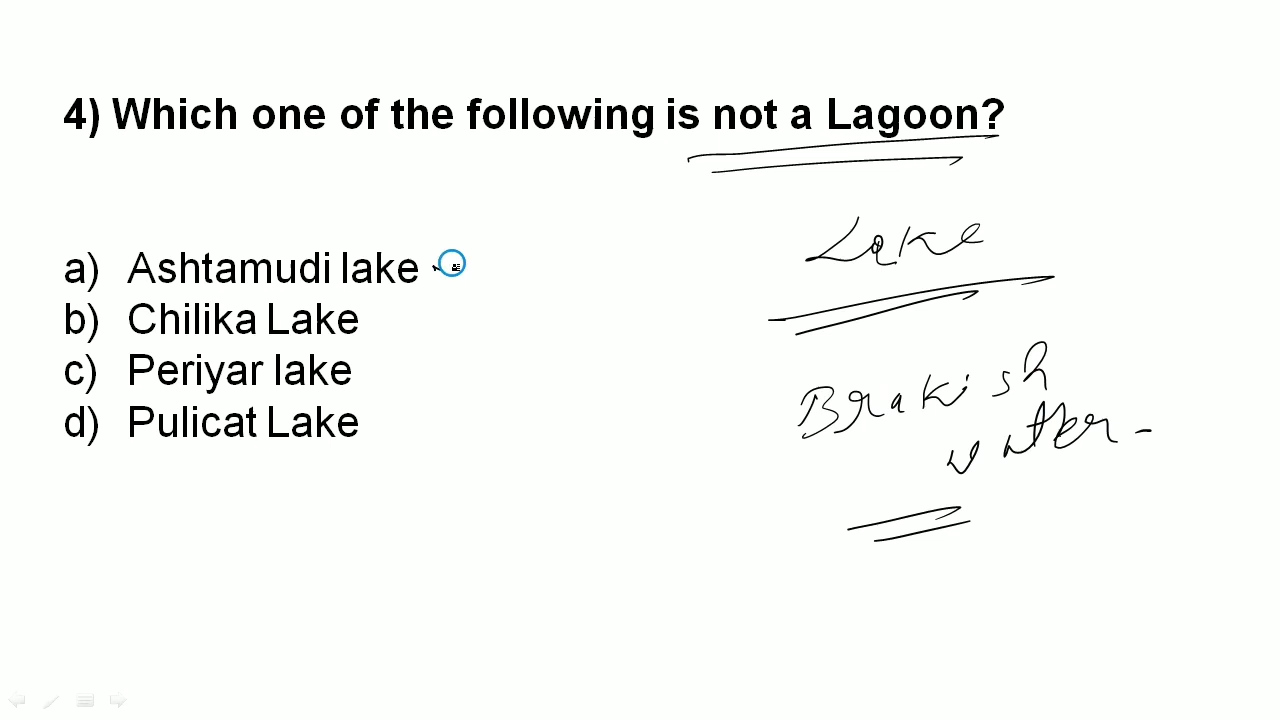 4) Which one of the following is not a Lagoon?
Lake
a) Ashtamudi lake
b) Chilika Lake
c) Periyar lake
d) Pulicat Lake
Brakish
water